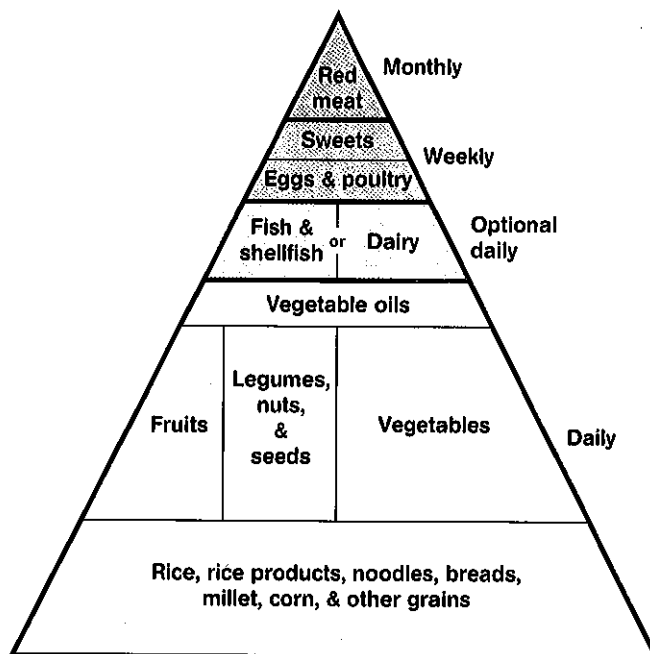 Red
meat
Monthly
Sweets
Weekly
Eggs & poultry
Fish &
shellfish
or
Dairy
Optional
daily
Vegetable oils
Fruits
Legumes,
nuts,
&
seeds
Vegetables
Daily
Rice, rice products, noodles, breads,
millet, corn, & other grains